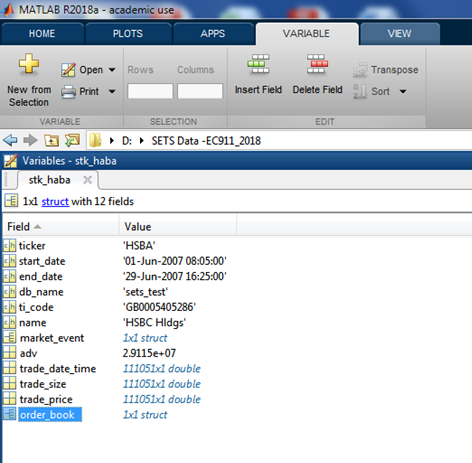 MATLAB R2018a - academic use
HOME PLOTS APPS VARIABLE VIEW
New from Selection Open Print Rows Columns Insert Field Delete Field Transpose Sort
VARIABLE SELECTION EDIT
D: SETS Data -EC911_2018
Variables - stk_haba
stk_haba
1x1 struct with 12 fields
Field Value
ticker 'HSBA'
start_date '01-Jun-2007 08:05:00'
end_date '29-Jun-2007 16:25:00'
db_name 'sets_test'
ti_code 'GB0005405286'
name 'HSBC Hldgs'
market_event 1x1 struct
adv 2.9115e+07
trade_date_time 111051x1 double
trade_size 111051x1 double
trade_price 111051x1 double
order_book 1x1 struct